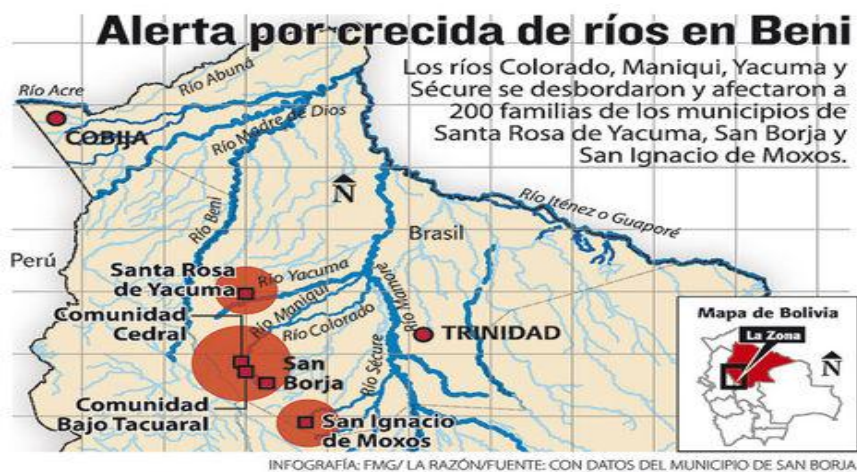 Alerta por crecida de ríos en Beni
Los ríos Colorado, Maniqui, Yacuma y
Sécure se desbordaron y afectaron a
200 familias de los municipios de
Santa Rosa de Yacuma, San Borja y
San Ignacio de Moxos.
Río Acre
Río Abuná
COBIJA
Río Madre de Dios
N
Río Beni
Río Iténez o Guaporé
Brasil
Perú
Santa Rosa
de Yacuma
Río Yacuma
Comunidad
Cedral
Río Maniqui
Río Colorado
Río Mamoré
TRINIDAD
San
Borja
Río Sécure
Comunidad
Bajo Tacuaral
San Ignacio
de Moxos
Mapa de Bolivia
La Zona
N
INFOGRAFÍA: FMG/ LA RAZÓN/FUENTE: CON DATOS DEL MUNICIPIO DE SAN BORJA